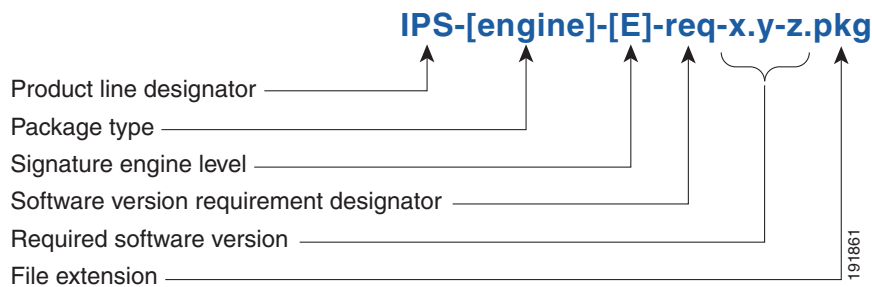 IPS-[engine]-[E]-req-x.y-z.pkg
Product line designator
Package type
Signature engine level
Software version requirement designator
Required software version
File extension
191861